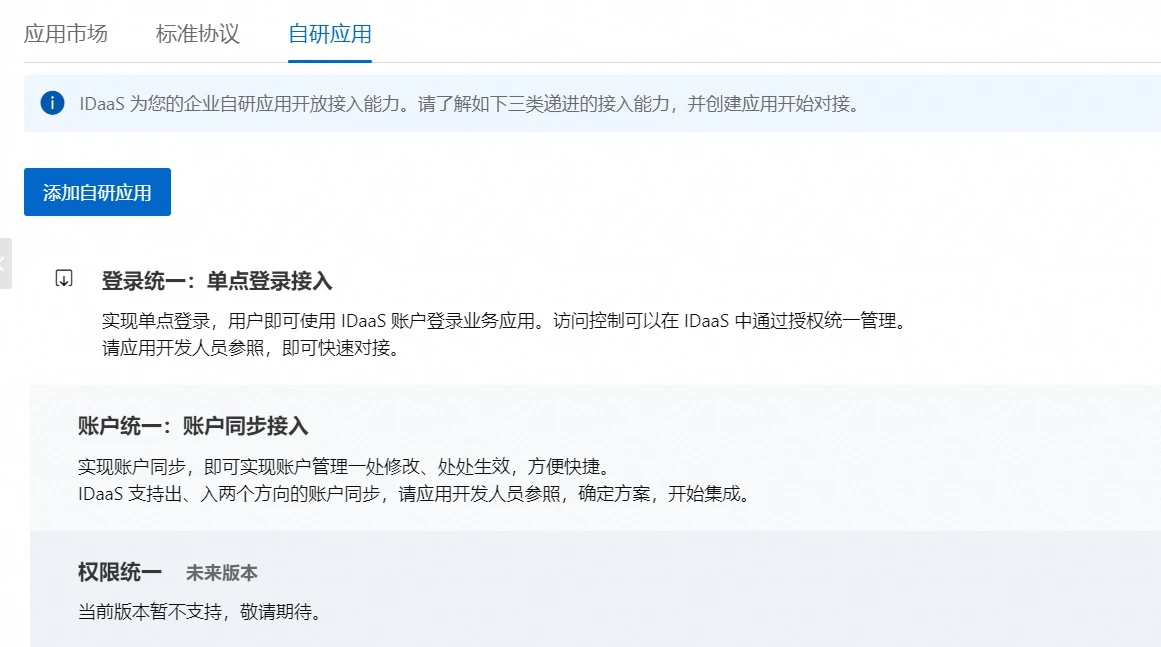 应用市场 标准协议 自研应用
IDaaS 为您的企业自研应用开放接入能力。请了解如下三类递进的接入能力，并创建应用开始对接。
添加自研应用
登录统一：单点登录接入
实现单点登录，用户即可使用 IDaaS 账户登录业务应用。访问控制可以在 IDaaS 中通过授权统一管理。
请应用开发人员参照，即可快速对接。
账户统一：账户同步接入
实现账户同步，即可实现账户管理一处修改、处处生效，方便快捷。
IDaaS 支持出、入两个方向的账户同步，请应用开发人员参照，确定方案，开始集成。
权限统一 未来版本
当前版本暂不支持，敬请期待。